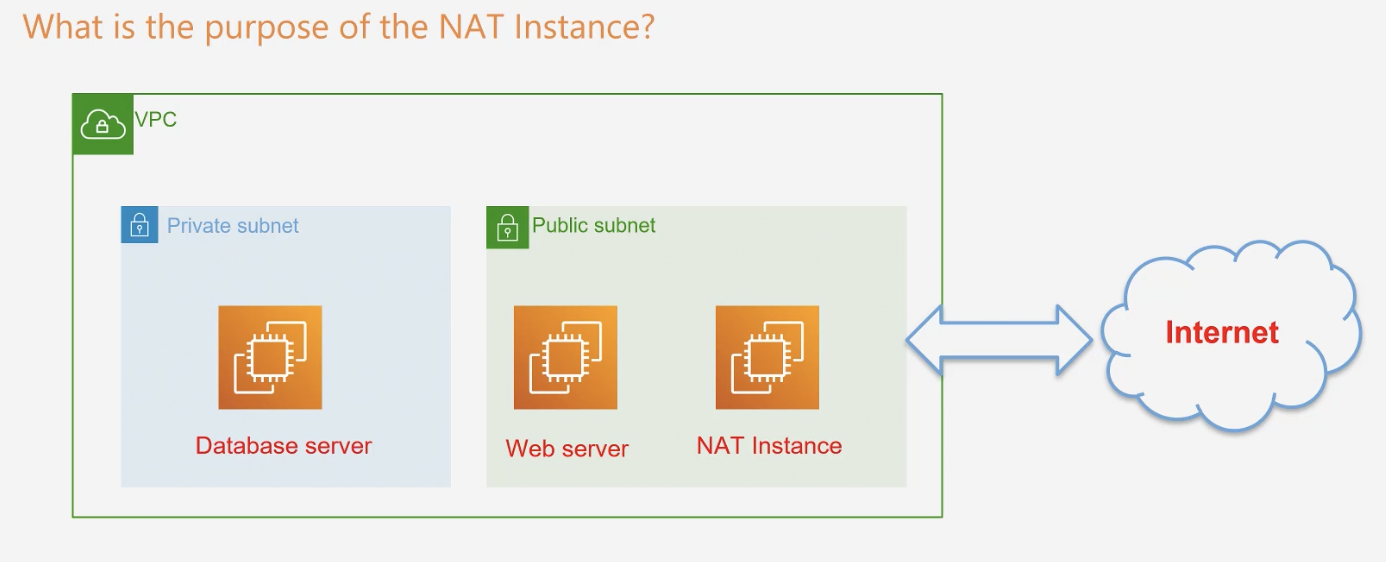 What is the purpose of the NAT Instance?
VPC
Private subnet
Public subnet
Internet
Database server
Web server
NAT Instance